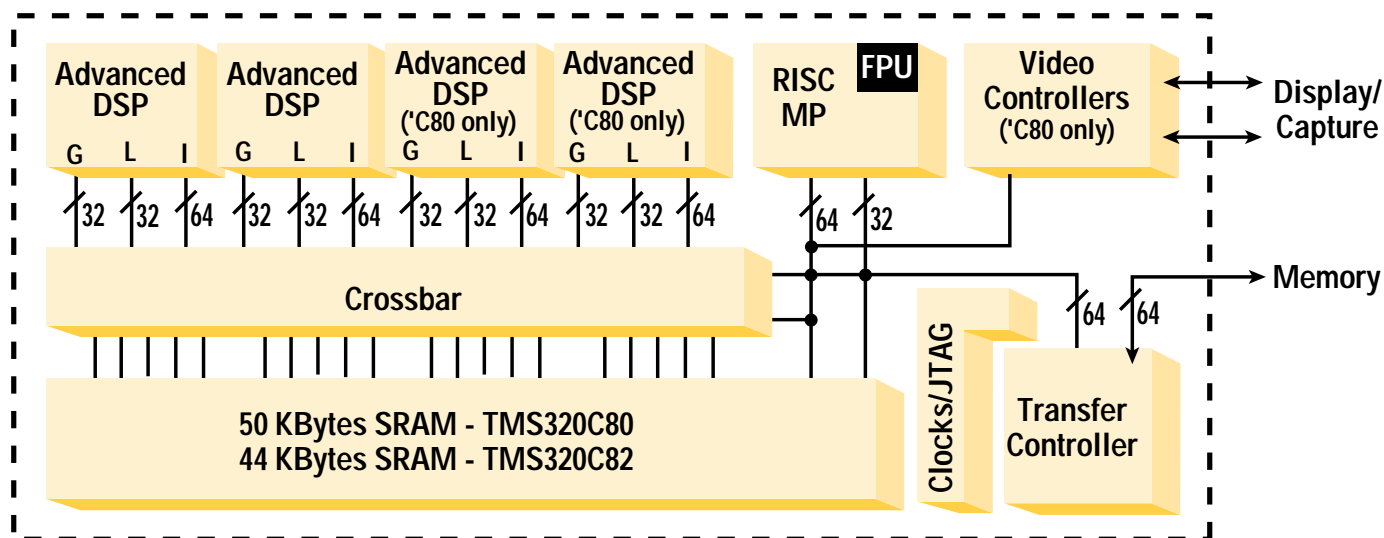 Advanced
DSP
G L I
Advanced
DSP
G L I
Advanced
DSP
('C80 only)
G L I
Advanced
DSP
('C80 only)
G L I
RISC
MP
FPU
Video
Controllers
('C80 only)
Display/
Capture
32 32 64 32 32 64 32 32 64 32 32 64 64 32
Crossbar
Memory
64 64
50 KBytes SRAM - TMS320C80
44 KBytes SRAM - TMS320C82
Clocks/JTAG
Transfer
Controller